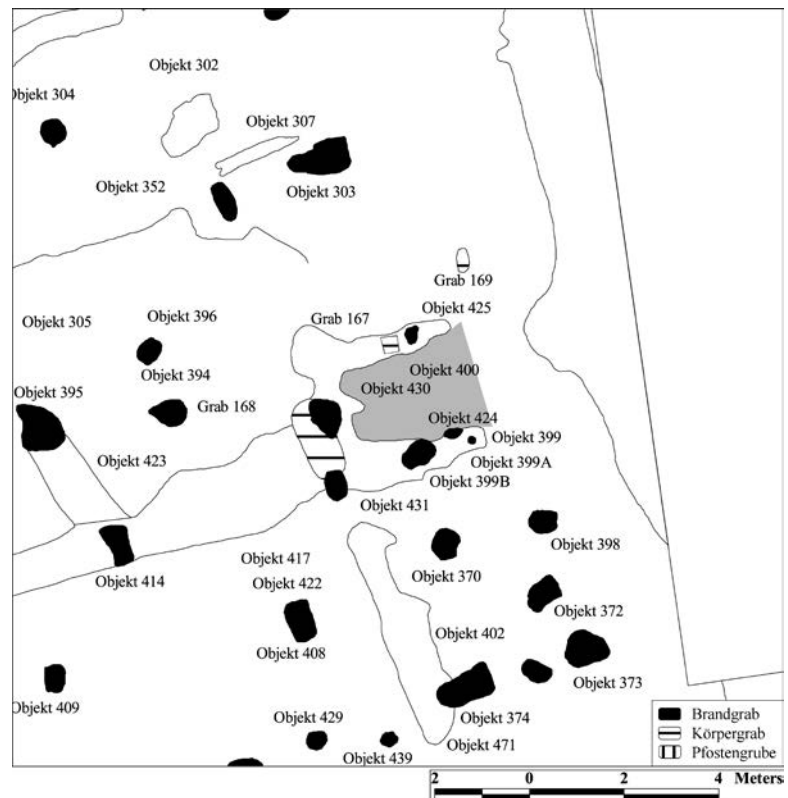 Objekt 302
Objekt 304
Objekt 307
Objekt 352
Objekt 303
Grab 169
Objekt 425
Grab 167
Objekt 396
Objekt 305
Objekt 400
Objekt 394
Objekt 430
Objekt 395
Grab 168
Objekt 424
Objekt 399
Objekt 423
Objekt 399A
Objekt 399B
Objekt 431
Objekt 398
Objekt 417
Objekt 370
Objekt 414
Objekt 422
Objekt 372
Objekt 402
Objekt 408
Objekt 373
Objekt 409
Objekt 429
Objekt 374
Objekt 439
Objekt 471
Brandgrab
Körpergrab
Pfostengrube
2 0 2 4 Meters